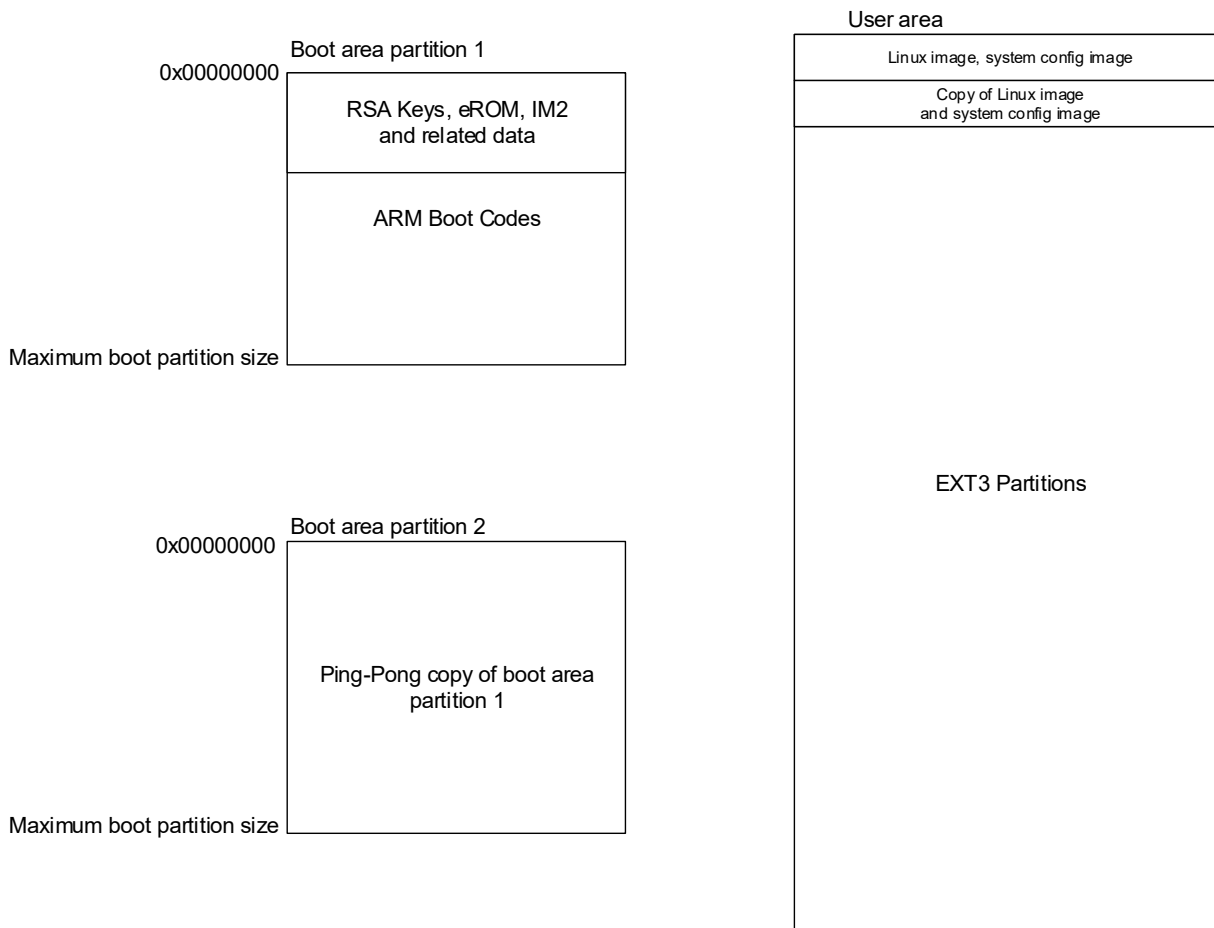 Boot area partition 1
0x00000000
RSA Keys, eROM, IM2
and related data
ARM Boot Codes
Maximum boot partition size
Boot area partition 2
0x00000000
Ping-Pong copy of boot area
partition 1
Maximum boot partition size
User area
Linux image, system config image
Copy of Linux image
and system config image
EXT3 Partitions